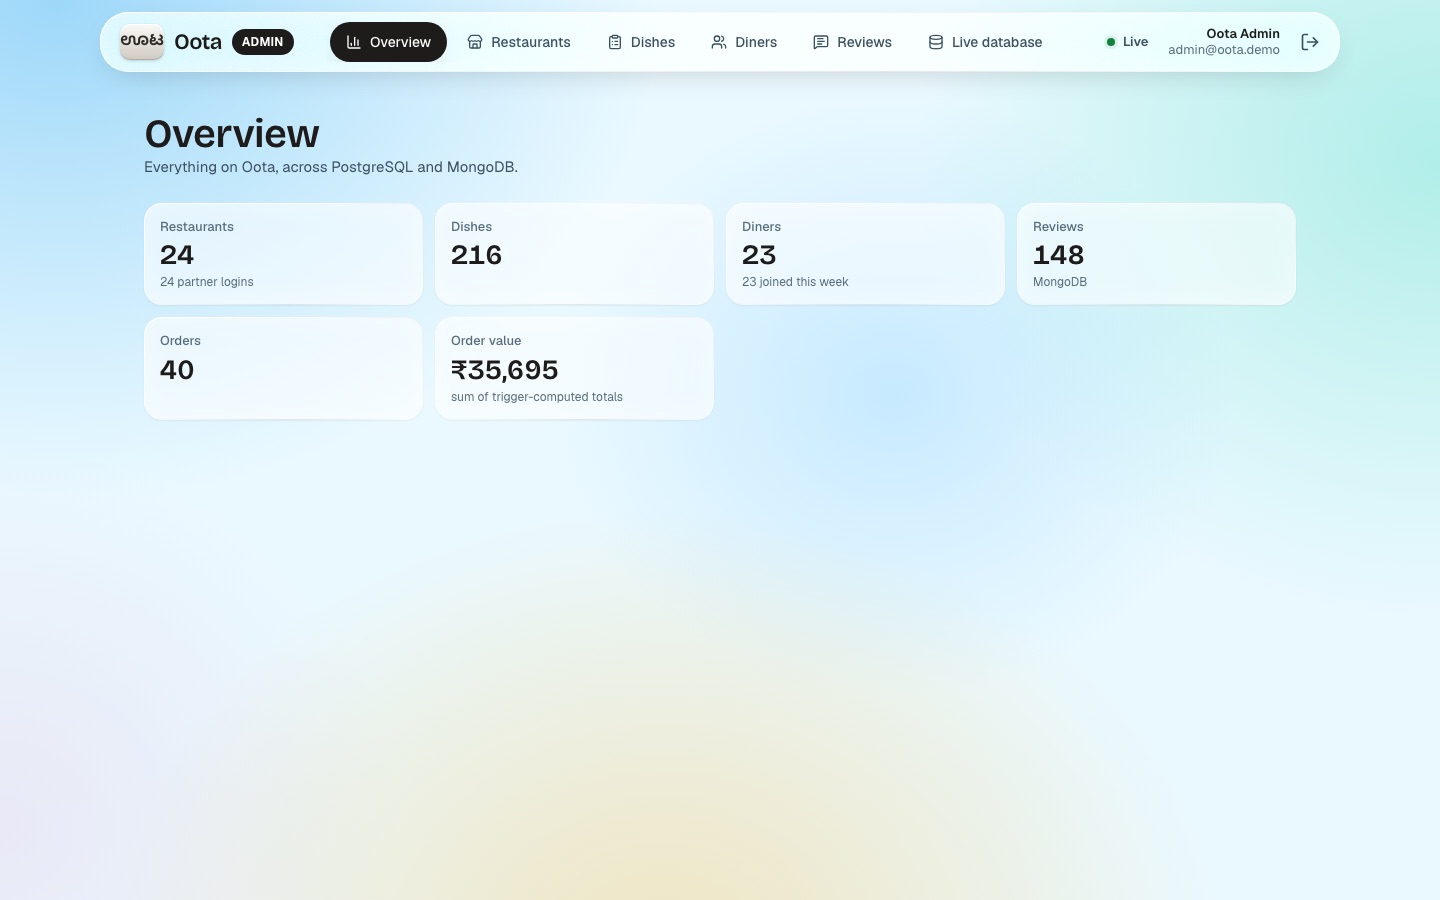 ಊಟ Oota ADMIN Overview Restaurants Dishes Diners Reviews Live database Live Oota Admin
admin@oota.demo
Overview
Everything on Oota, across PostgreSQL and MongoDB.
Restaurants
24
24 partner logins
Dishes
216
Diners
23
23 joined this week
Reviews
148
MongoDB
Orders
40
Order value
₹35,695
sum of trigger-computed totals